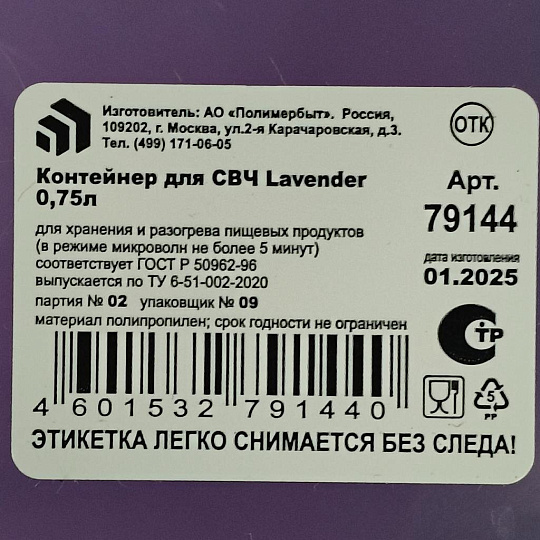 Изготовитель: АО «Полимербыт». Россия,
109202, г. Москва, ул.2-я Карачаровская, д.3.
Тел. (499) 171-06-05
ОТК
Контейнер для СВЧ Lavender
0,75л
Арт.
79144
для хранения и разогрева пищевых продуктов
(в режиме микроволн не более 5 минут)
соответствует ГОСТ Р 50962-96
выпускается по ТУ 6-51-002-2020
дата изготовления
01.2025
партия № 02 упаковщик № 09
материал полипропилен; срок годности не ограничен
СТР
4 601532 791440
5
PP
ЭТИКЕТКА ЛЕГКО СНИМАЕТСЯ БЕЗ СЛЕДА!